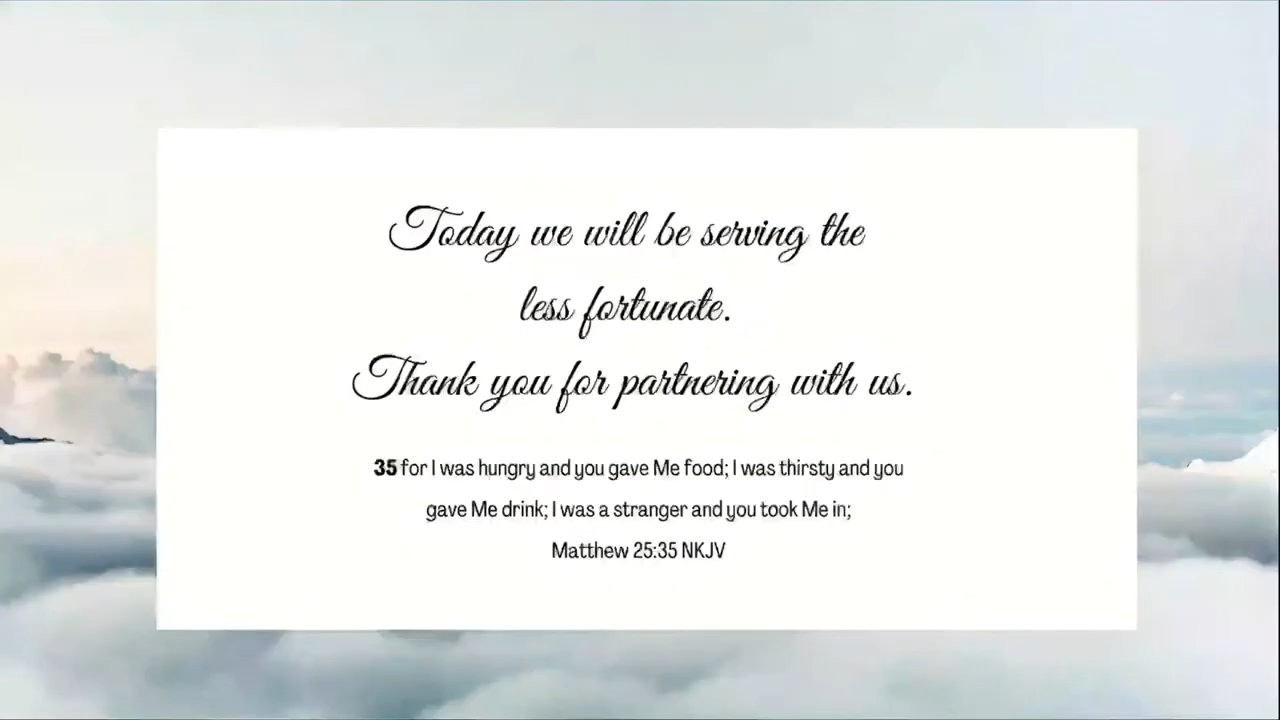 Today we will be serving the
less fortunate.
Thank you for partnering with us.
35 for I was hungry and you gave Me food; I was thirsty and you
gave Me drink; I was a stranger and you took Me in;
Matthew 25:35 NKJV